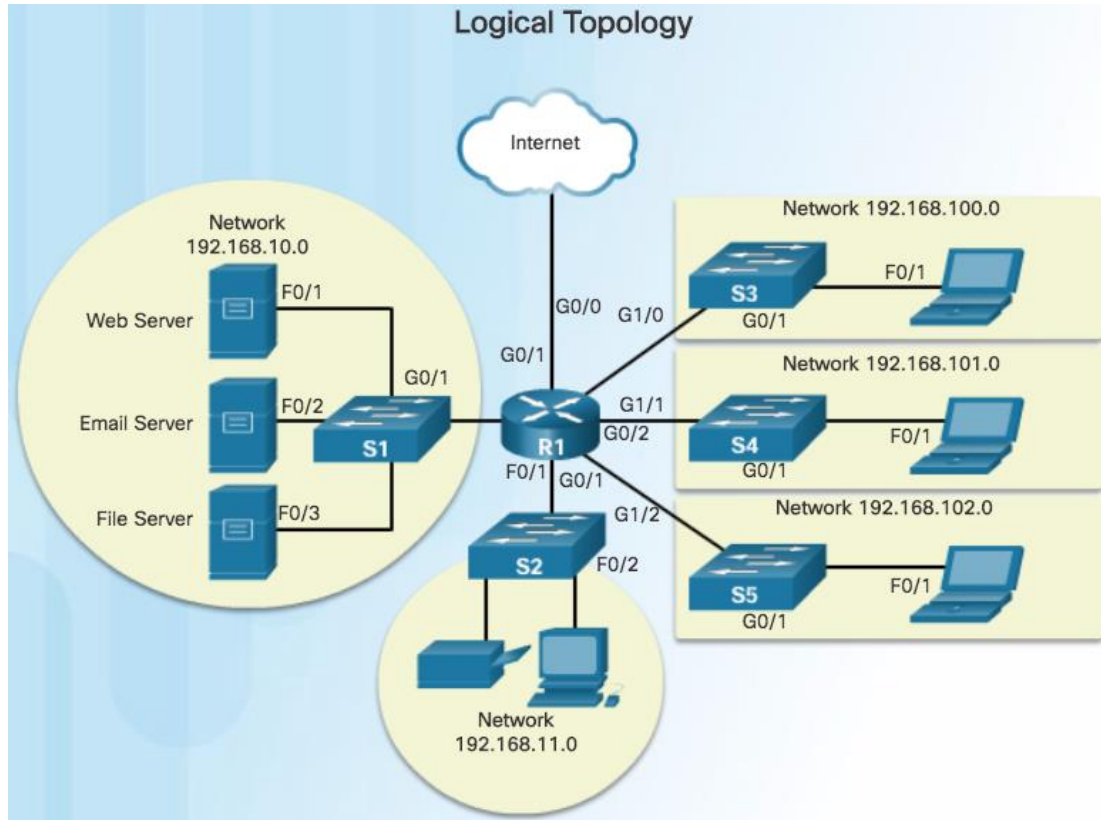 Logical Topology
Internet
Network
192.168.10.0
Web Server
F0/1
Email Server
F0/2
File Server
F0/3
G0/1
S1
G0/0
G0/1
R1
G1/0
G1/1
G0/2
F0/1
G0/1
G1/2
Network 192.168.100.0
S3
F0/1
G0/1
Network 192.168.101.0
S4
F0/1
G0/1
Network 192.168.102.0
S5
F0/1
G0/1
S2
F0/2
Network
192.168.11.0